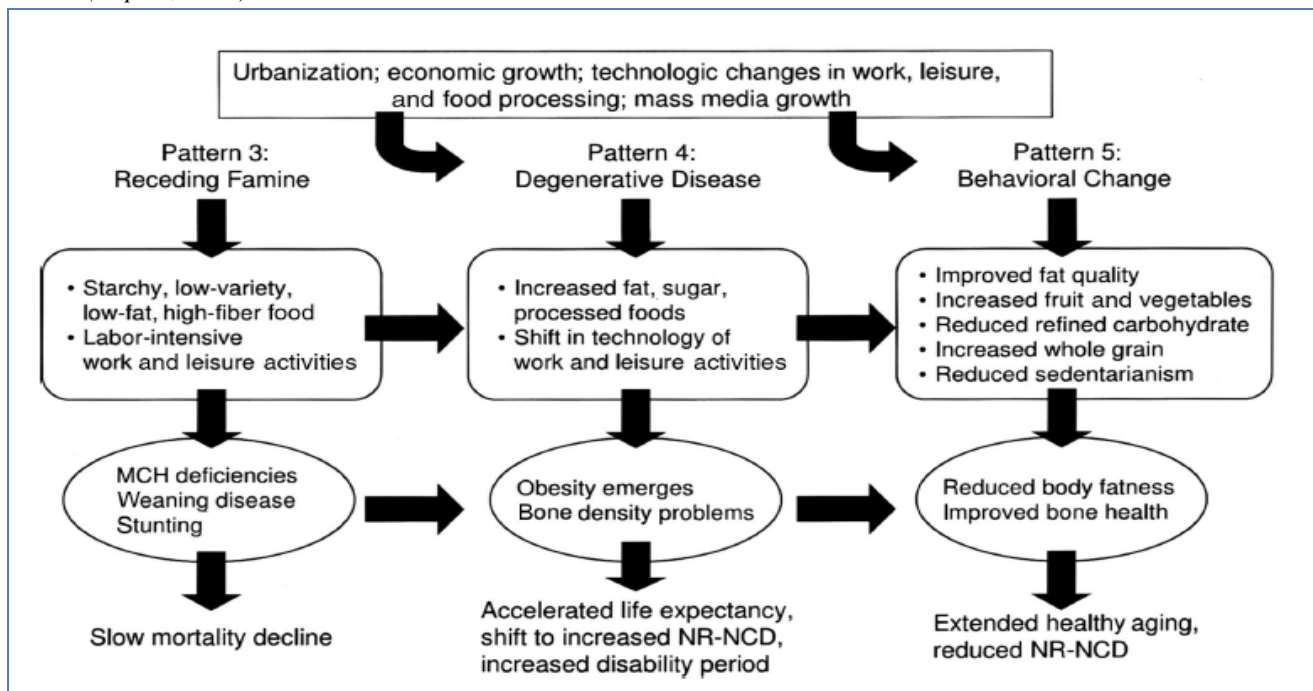 Urbanization; economic growth; technologic changes in work, leisure,
and food processing; mass media growth
Pattern 3:
Receding Famine
Pattern 4:
Degenerative Disease
Pattern 5:
Behavioral Change
• Starchy, low-variety,
low-fat, high-fiber food
• Labor-intensive
work and leisure activities
• Increased fat, sugar,
processed foods
• Shift in technology of
work and leisure activities
• Improved fat quality
• Increased fruit and vegetables
• Reduced refined carbohydrate
• Increased whole grain
• Reduced sedentarianism
MCH deficiencies
Weaning disease
Stunting
Obesity emerges
Bone density problems
Reduced body fatness
Improved bone health
Slow mortality decline
Accelerated life expectancy,
shift to increased NR-NCD,
increased disability period
Extended healthy aging,
reduced NR-NCD